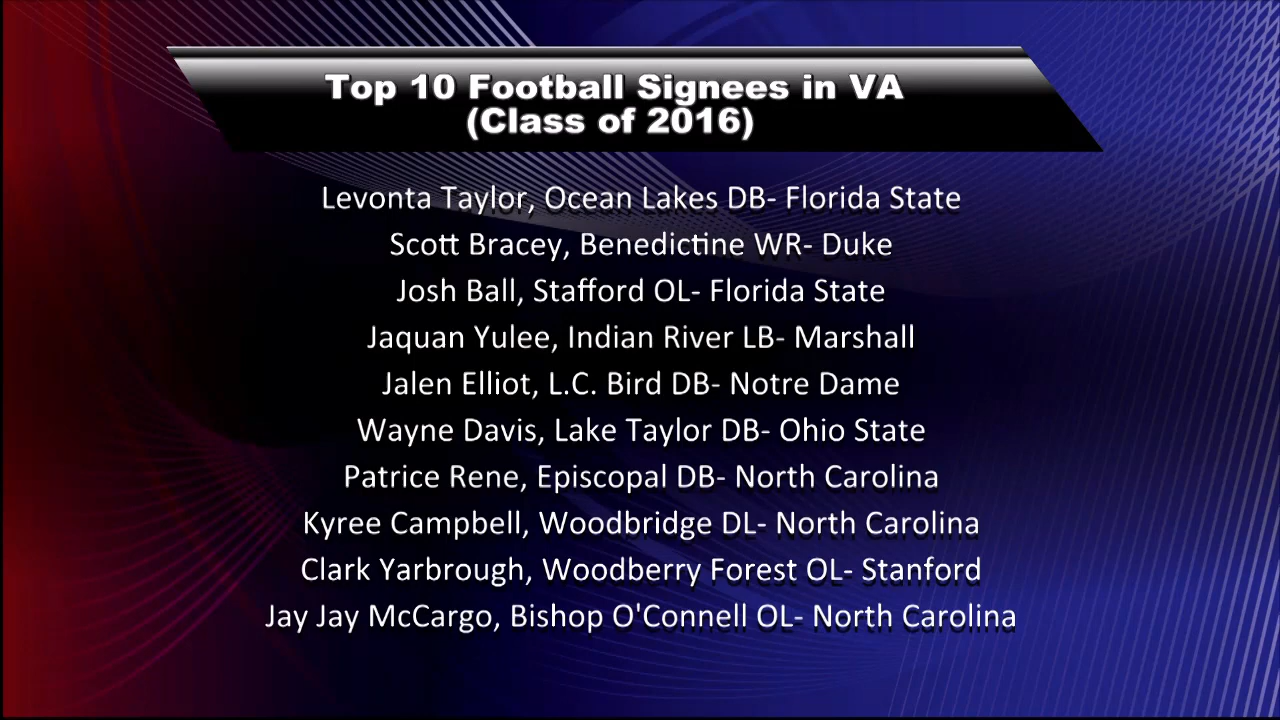 Top 10 Football Signees in VA
(Class of 2016)
Levonta Taylor, Ocean Lakes DB- Florida State
Scott Bracey, Benedictine WR- Duke
Josh Ball, Stafford OL- Florida State
Jaquan Yulee, Indian River LB- Marshall
Jalen Elliot, L.C. Bird DB- Notre Dame
Wayne Davis, Lake Taylor DB- Ohio State
Patrice Rene, Episcopal DB- North Carolina
Kyree Campbell, Woodbridge DL- North Carolina
Clark Yarbrough, Woodberry Forest OL- Stanford
Jay Jay McCargo, Bishop O'Connell OL- North Carolina